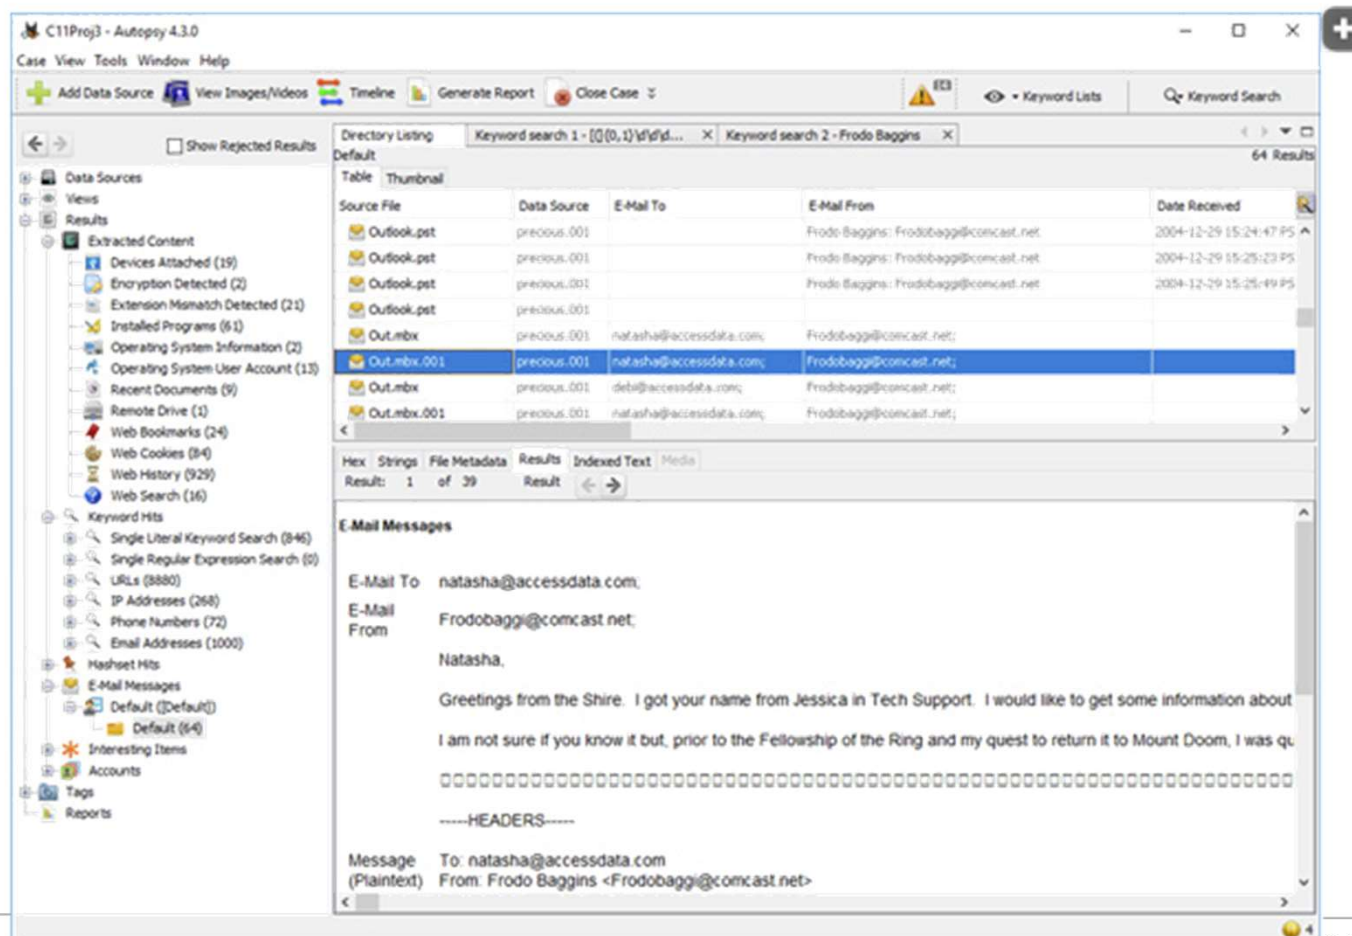 C11Proj3 - Autopsy 4.3.0
Case View Tools Window Help
Add Data Source View Images/Videos Timeline Generate Report Close Case Keyword Lists Keyword Search
Show Rejected Results
Data Sources
Views
Results
Extracted Content
Devices Attached (19)
Encryption Detected (2)
Extension Mismatch Detected (21)
Installed Programs (61)
Operating System Information (2)
Operating System User Account (13)
Recent Documents (9)
Remote Drive (1)
Web Bookmarks (24)
Web Cookies (84)
Web History (929)
Web Search (16)
Keyword Hits
Single Literal Keyword Search (846)
Single Regular Expression Search (0)
URLs (8880)
IP Addresses (268)
Phone Numbers (72)
Email Addresses (1000)
Hashset Hits
E-Mail Messages
Default ([Default])
Default (64)
Interesting Items
Accounts
Tags
Reports
Directory Listing Keyword search 1 - [(]{0,1}\d\d\d... Keyword search 2 - Frodo Baggins
Default 64 Results
Table Thumbnail
Source File Data Source E-Mail To E-Mail From Date Received
Outlook.pst precious.001 Frodo Baggins: Frodobaggi@comcast.net 2004-12-29 15:24:47 PS
Outlook.pst precious.001 Frodo Baggins: Frodobaggi@comcast.net 2004-12-29 15:25:23 PS
Outlook.pst precious.001 Frodo Baggins: Frodobaggi@comcast.net 2004-12-29 15:25:49 PS
Outlook.pst precious.001
Out.mbx precious.001 natasha@accessdata.com; Frodobaggi@comcast.net;
Out.mbx.001 precious.001 natasha@accessdata.com; Frodobaggi@comcast.net;
Out.mbx precious.001 debi@accessdata.com; Frodobaggi@comcast.net;
Out.mbx.001 precious.001 natasha@accessdata.com; Frodobaggi@comcast.net;
Hex Strings File Metadata Results Indexed Text Media
Result: 1 of 39 Result
E-Mail Messages
E-Mail To natasha@accessdata.com;
E-Mail From Frodobaggi@comcast.net;
Natasha,
Greetings from the Shire. I got your name from Jessica in Tech Support. I would like to get some information about
I am not sure if you know it but, prior to the Fellowship of the Ring and my quest to return it to Mount Doom, I was qu
-----HEADERS-----
Message To: natasha@accessdata.com
(Plaintext) From: Frodo Baggins <Frodobaggi@comcast.net>
4